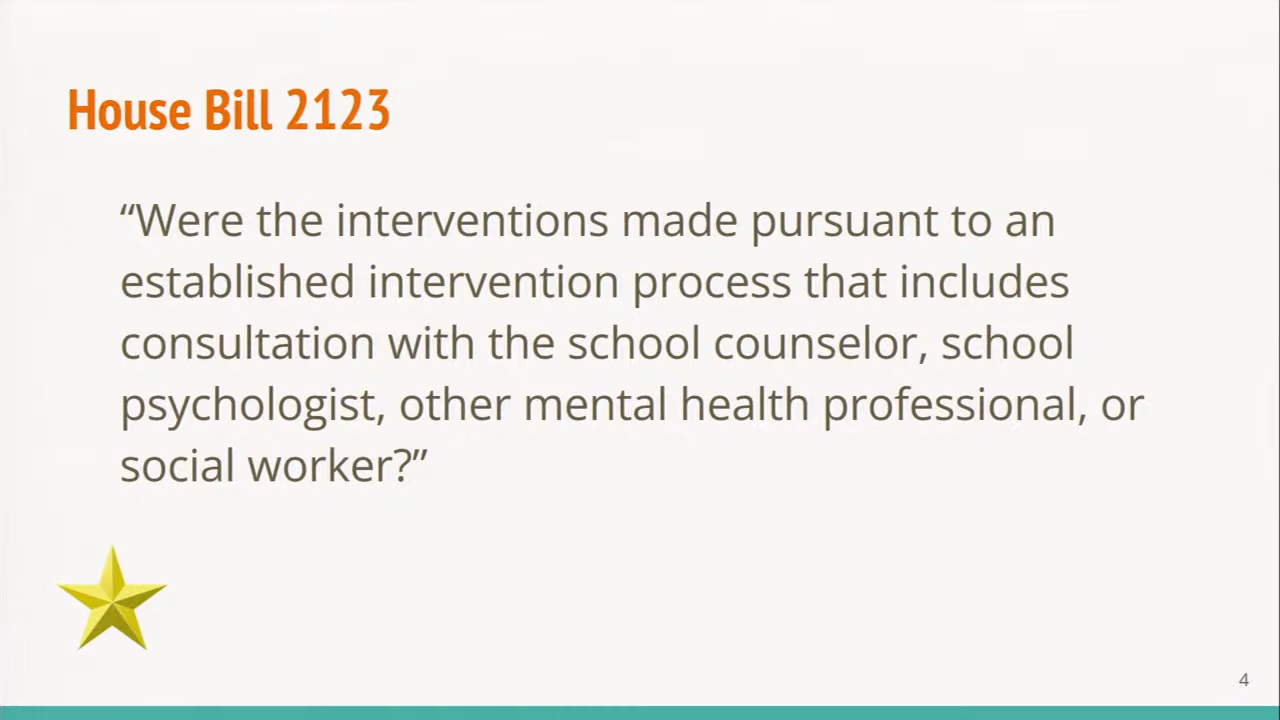 House Bill 2123
“Were the interventions made pursuant to an
established intervention process that includes
consultation with the school counselor, school
psychologist, other mental health professional, or
social worker?”
4